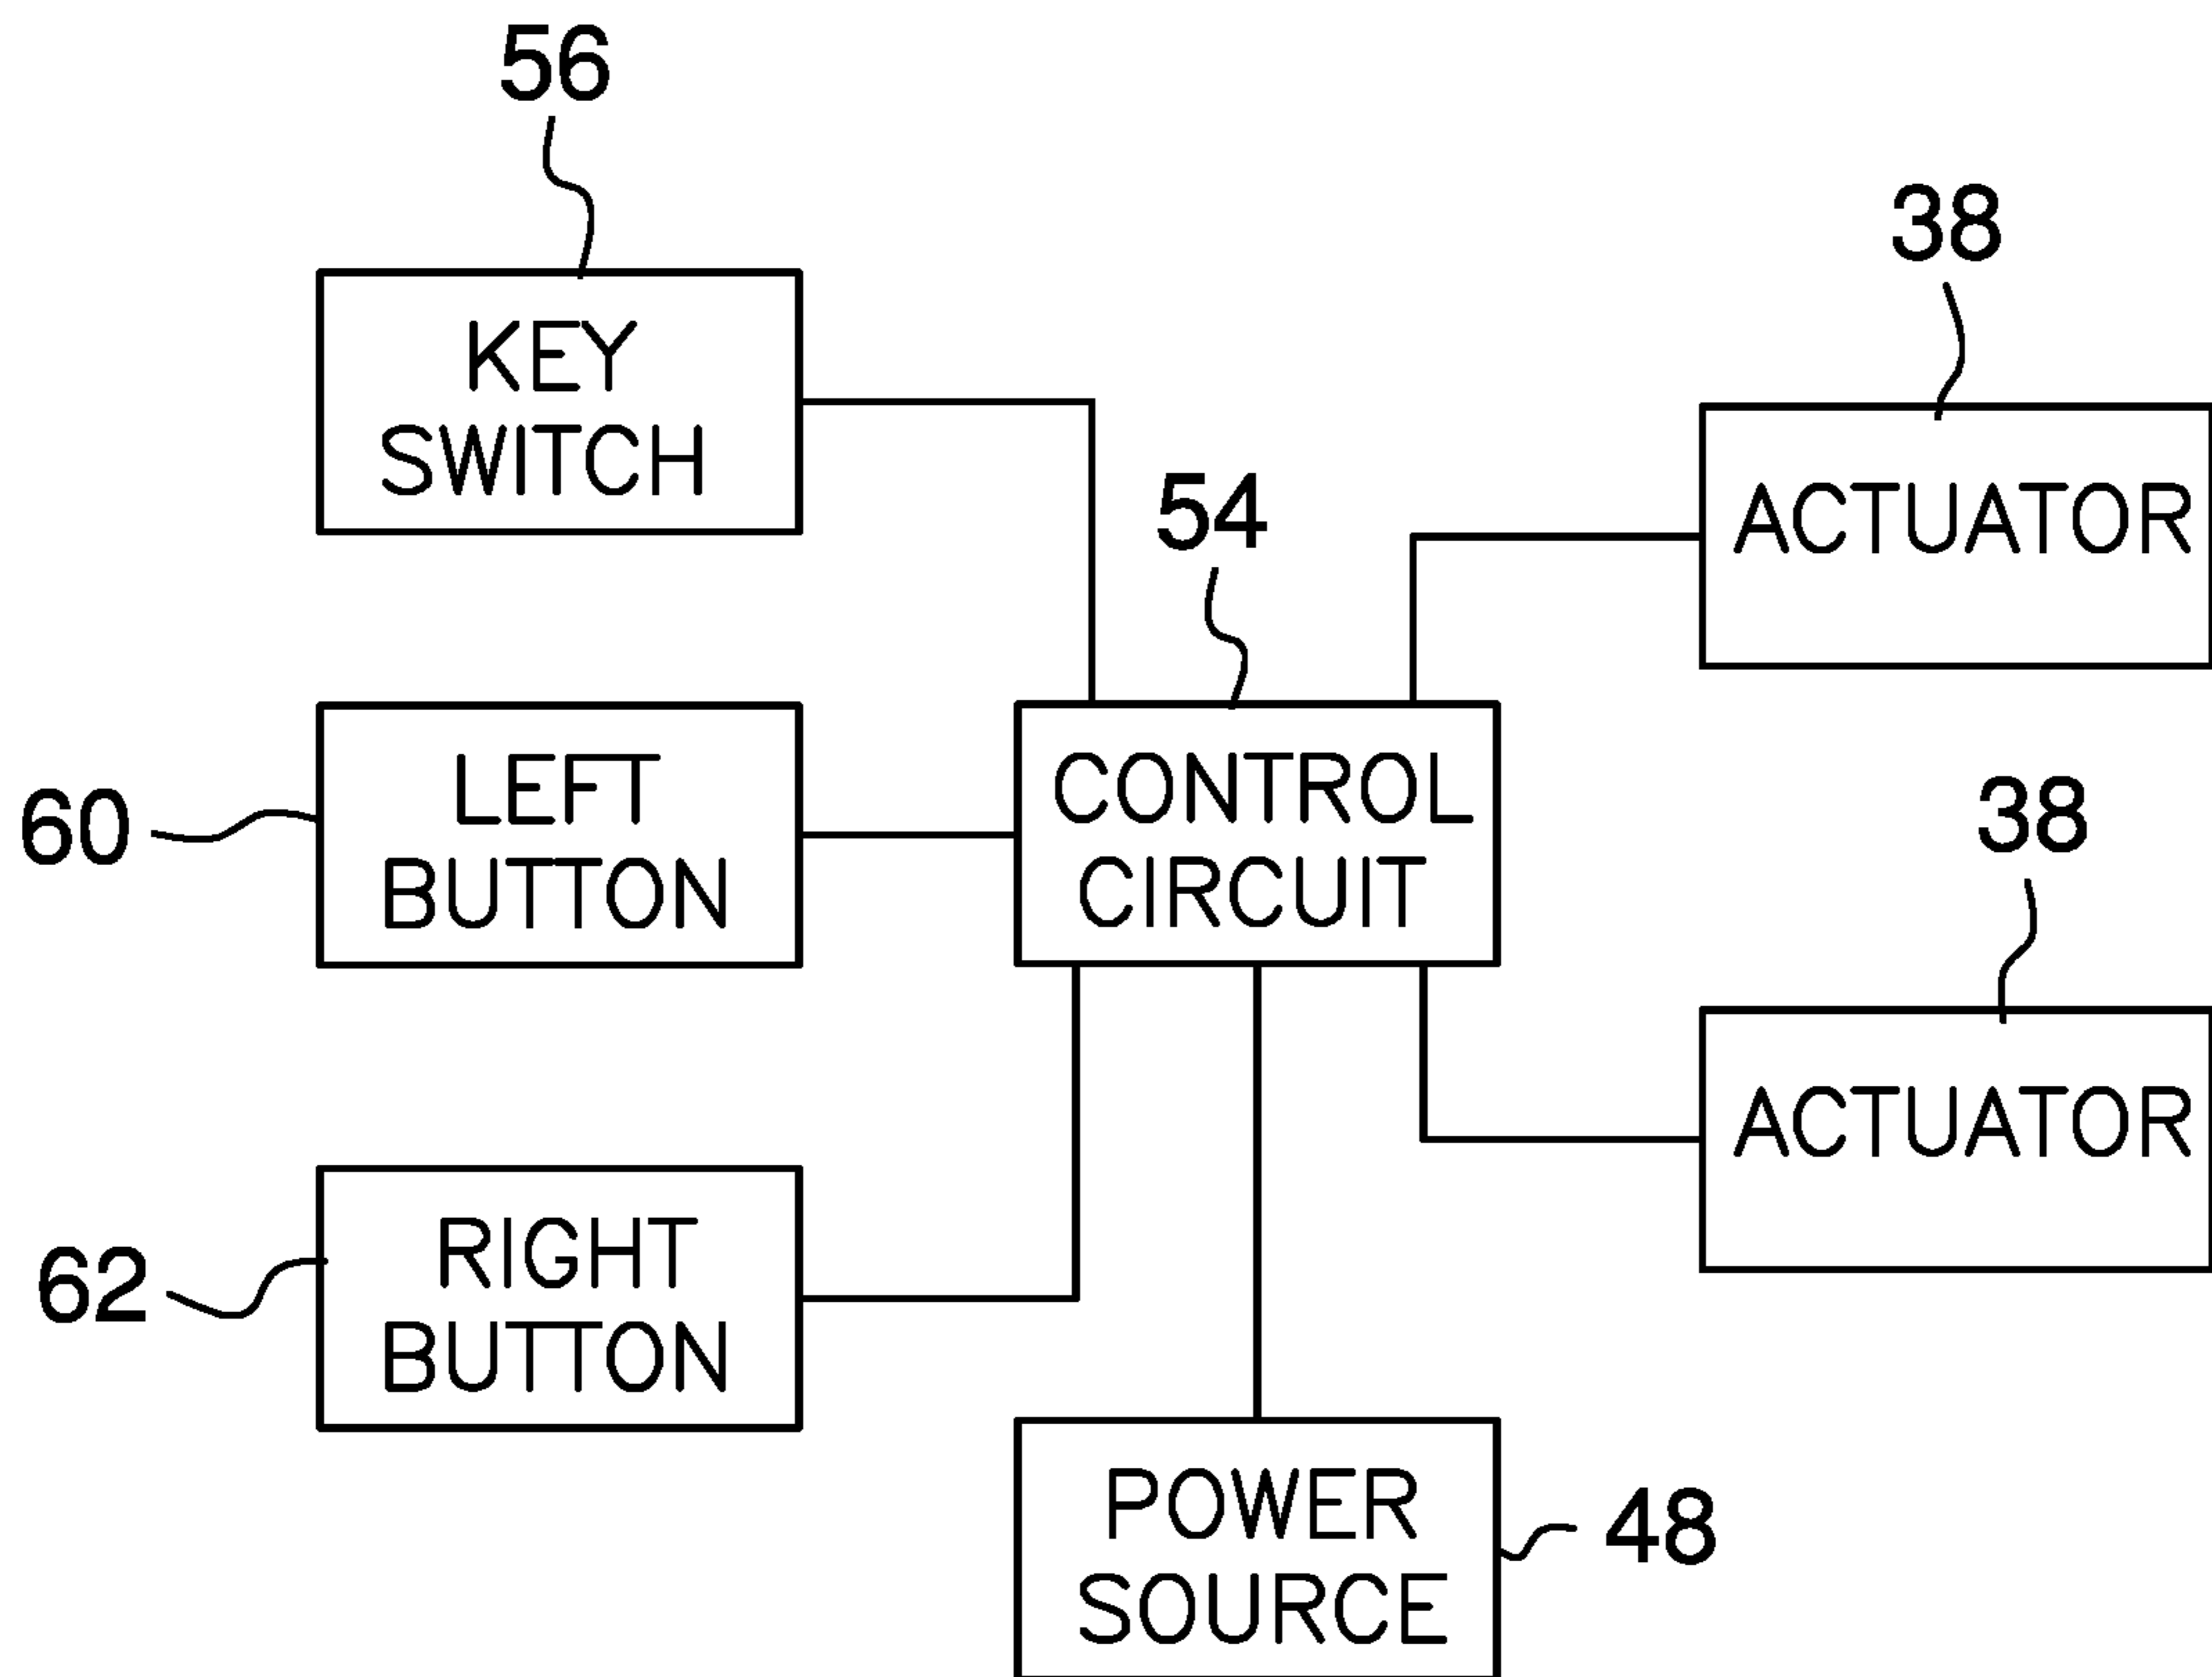 56
KEY
SWITCH
38
ACTUATOR
54
CONTROL
CIRCUIT
60
LEFT
BUTTON
38
ACTUATOR
62
RIGHT
BUTTON
POWER
SOURCE
48